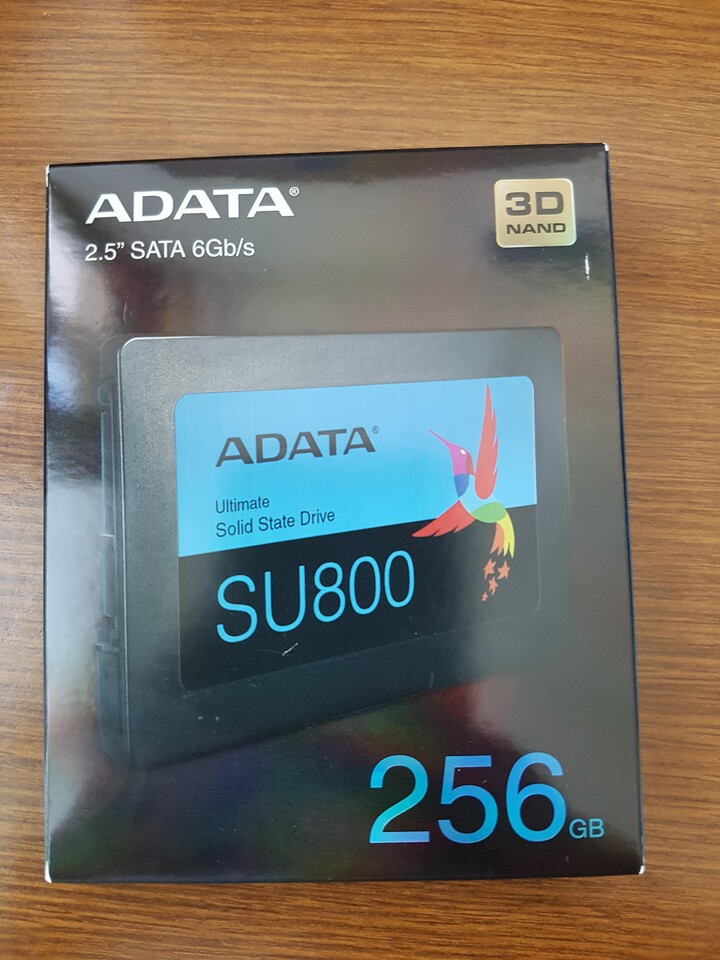 ADATA®
2.5" SATA 6Gb/s
3D
NAND
ADATA®
Ultimate
Solid State Drive
SU800
256GB